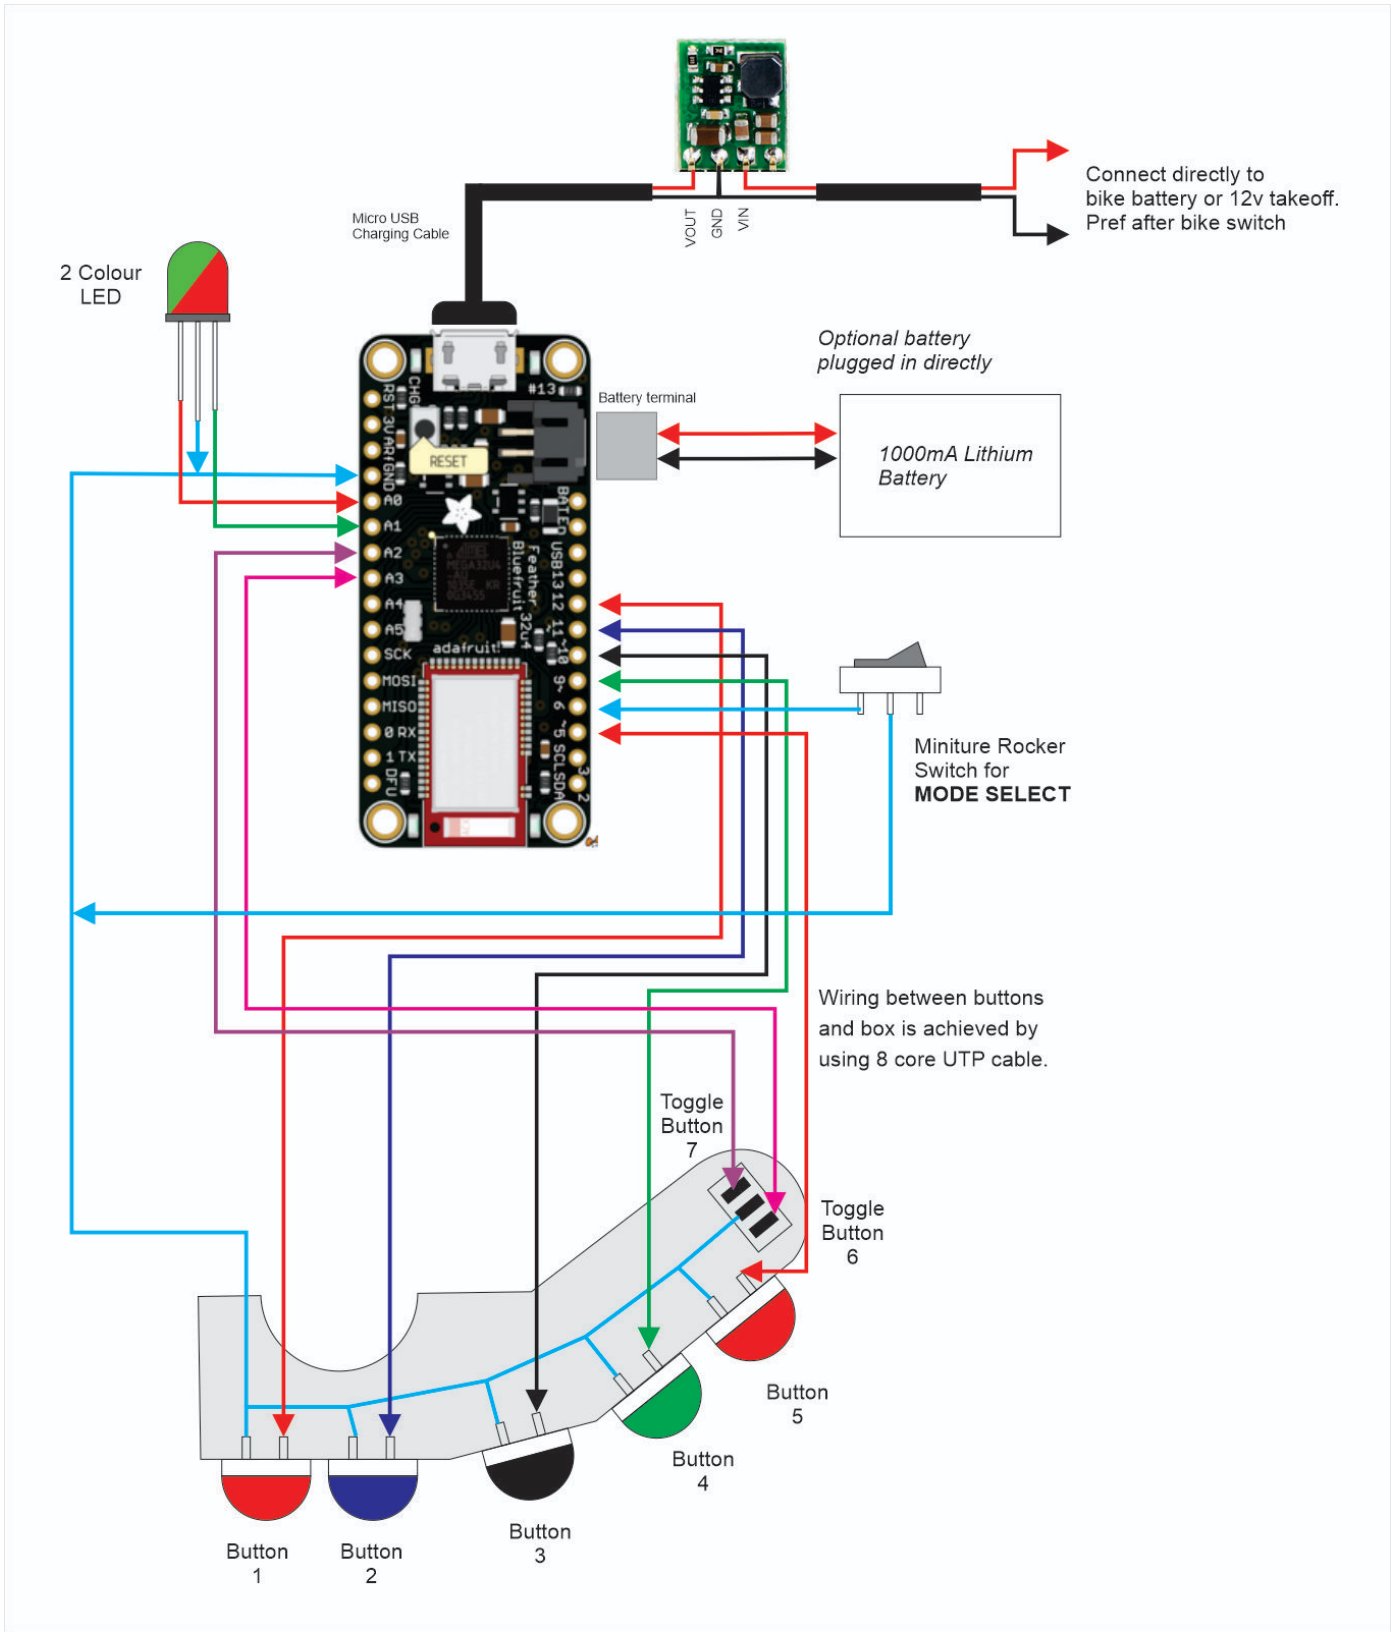 VOUT
GND
VIN
Connect directly to
bike battery or 12v takeoff.
Pref after bike switch
Micro USB
Charging Cable
2 Colour
LED
Optional battery
plugged in directly
Battery terminal
1000mA Lithium
Battery
CHG
#13
RESET
RST
3V
ARf
GND
A0
A1
A2
A3
A4
A5
SCK
MOSI
MISO
0 RX
1 TX
DFU
BAT
EN
USB
13
12
11~
~10
9~
6
~5
SCL 3
SDA 2
Feather 32u4
Bluefruit
ATMEL
MEGA32U4
adafruit!
Miniture Rocker
Switch for
MODE SELECT
Wiring between buttons
and box is achieved by
using 8 core UTP cable.
Toggle
Button
7
Toggle
Button
6
Button
5
Button
4
Button
3
Button
1
Button
2